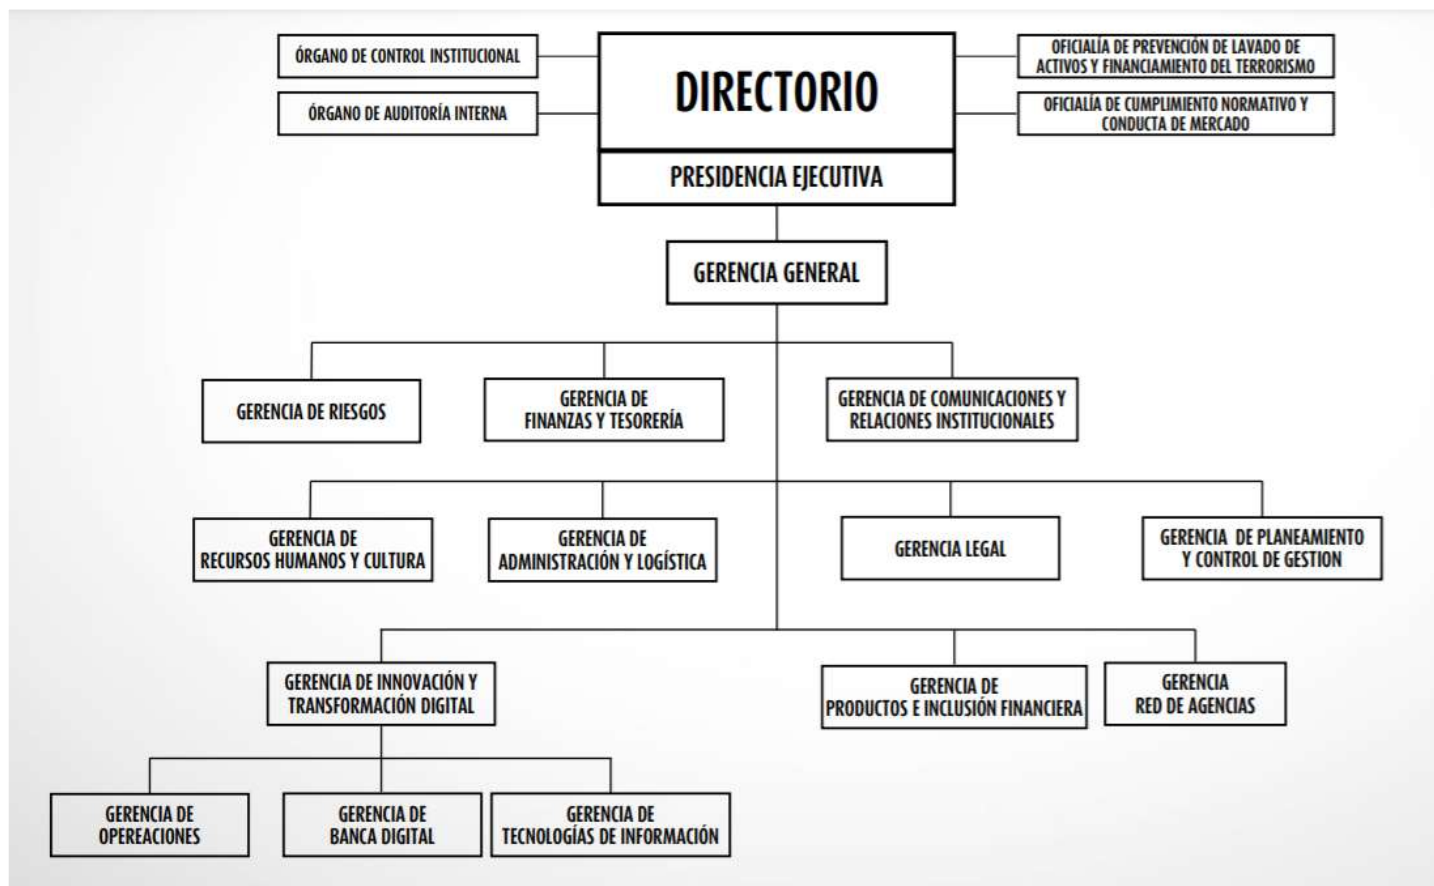 ÓRGANO DE CONTROL INSTITUCIONAL
ÓRGANO DE AUDITORÍA INTERNA
DIRECTORIO
PRESIDENCIA EJECUTIVA
OFICIALÍA DE PREVENCIÓN DE LAVADO DE
ACTIVOS Y FINANCIAMIENTO DEL TERRORISMO
OFICIALÍA DE CUMPLIMIENTO NORMATIVO Y
CONDUCTA DE MERCADO
GERENCIA GENERAL
GERENCIA DE RIESGOS
GERENCIA DE
FINANZAS Y TESORERÍA
GERENCIA DE COMUNICACIONES Y
RELACIONES INSTITUCIONALES
GERENCIA DE
RECURSOS HUMANOS Y CULTURA
GERENCIA DE
ADMINISTRACIÓN Y LOGÍSTICA
GERENCIA LEGAL
GERENCIA DE PLANEAMIENTO
Y CONTROL DE GESTION
GERENCIA DE INNOVACIÓN Y
TRANSFORMACIÓN DIGITAL
GERENCIA DE
PRODUCTOS E INCLUSIÓN FINANCIERA
GERENCIA
RED DE AGENCIAS
GERENCIA DE
OPEREACIONES
GERENCIA DE
BANCA DIGITAL
GERENCIA DE
TECNOLOGÍAS DE INFORMACIÓN